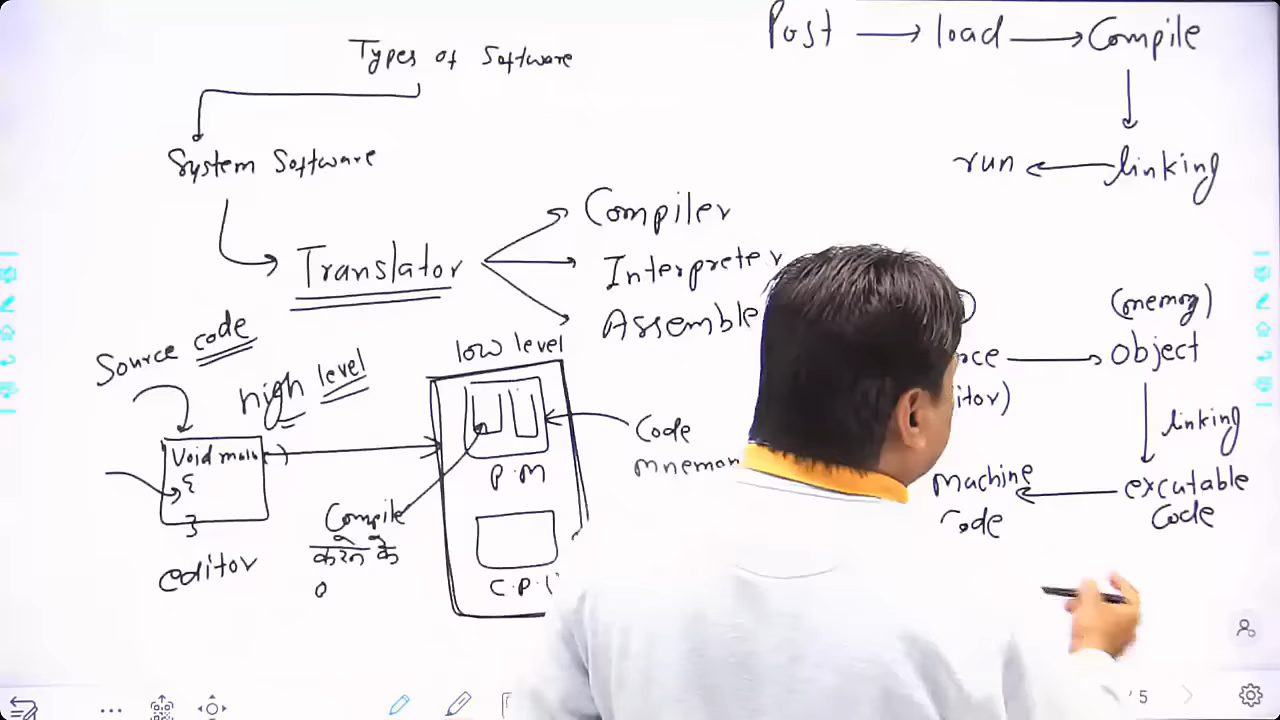 Types of Software
System Software
Translator
Compiler
Interpreter
Assemble
Post load Compile
linking
run
Source code
high level
Void main
{
}
editor
Compile
करने के
low level
P.M
C.P.
Code
(memory)
Object
linking
excutable
Code
Machine
Code
5